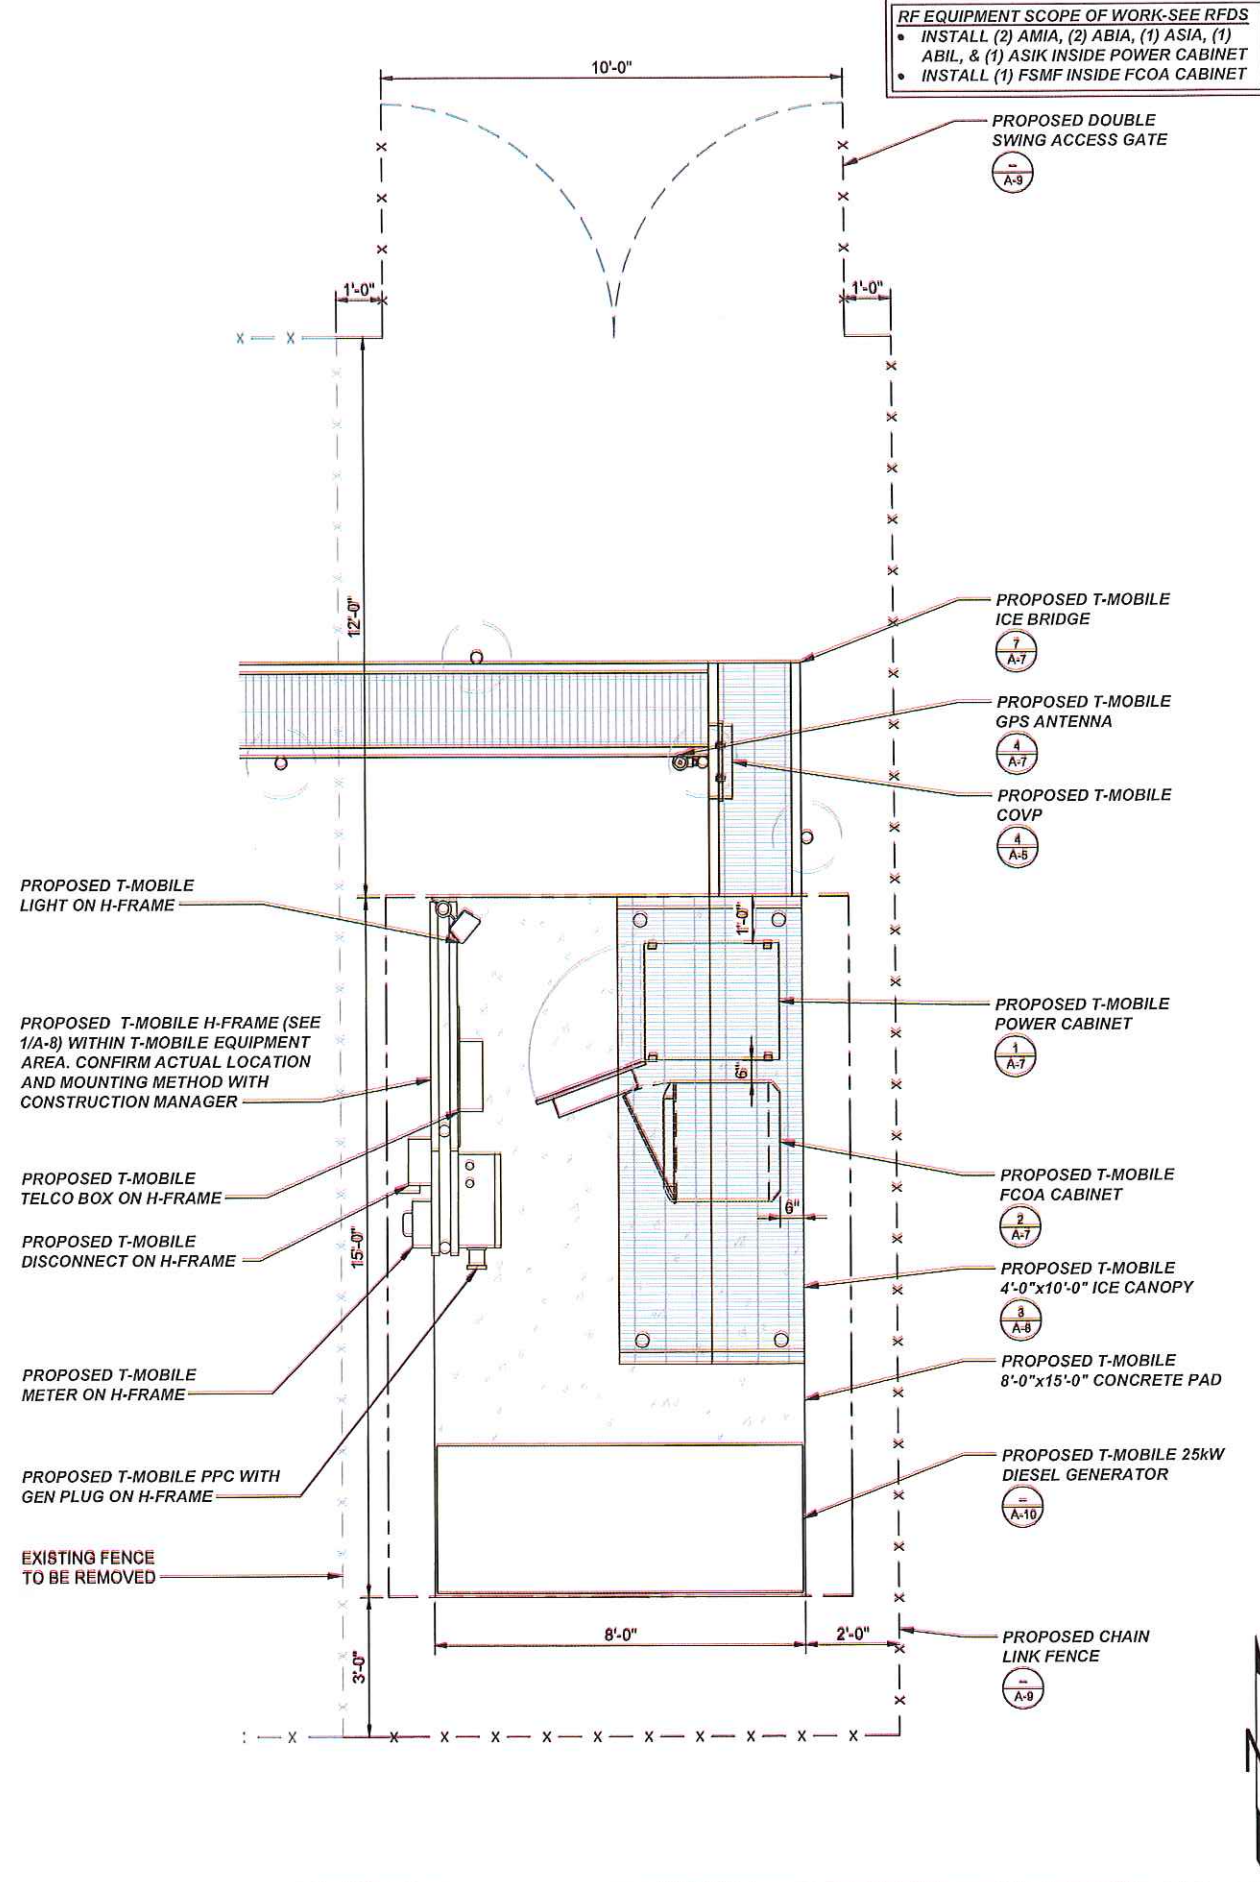 RF EQUIPMENT SCOPE OF WORK-SEE RFDS
• INSTALL (2) AMIA, (2) ABIA, (1) ASIA, (1)
ABIL, & (1) ASIK INSIDE POWER CABINET
• INSTALL (1) FSMF INSIDE FCOA CABINET
10'-0"
PROPOSED DOUBLE
SWING ACCESS GATE
–
A-9
1'-0"
1'-0"
12'-0"
PROPOSED T-MOBILE
ICE BRIDGE
7
A-7
PROPOSED T-MOBILE
GPS ANTENNA
4
A-7
PROPOSED T-MOBILE
COVP
4
A-5
PROPOSED T-MOBILE
LIGHT ON H-FRAME
1'-0"
PROPOSED T-MOBILE
POWER CABINET
1
A-7
PROPOSED T-MOBILE H-FRAME (SEE
1/A-8) WITHIN T-MOBILE EQUIPMENT
AREA. CONFIRM ACTUAL LOCATION
AND MOUNTING METHOD WITH
CONSTRUCTION MANAGER
6"
PROPOSED T-MOBILE
TELCO BOX ON H-FRAME
PROPOSED T-MOBILE
FCOA CABINET
2
A-7
6"
PROPOSED T-MOBILE
DISCONNECT ON H-FRAME
15'-0"
PROPOSED T-MOBILE
4'-0"x10'-0" ICE CANOPY
3
A-8
PROPOSED T-MOBILE
METER ON H-FRAME
PROPOSED T-MOBILE
8'-0"x15'-0" CONCRETE PAD
PROPOSED T-MOBILE PPC WITH
GEN PLUG ON H-FRAME
PROPOSED T-MOBILE 25kW
DIESEL GENERATOR
–
A-10
EXISTING FENCE
TO BE REMOVED
8'-0"
2'-0"
3'-0"
PROPOSED CHAIN
LINK FENCE
–
A-9
N